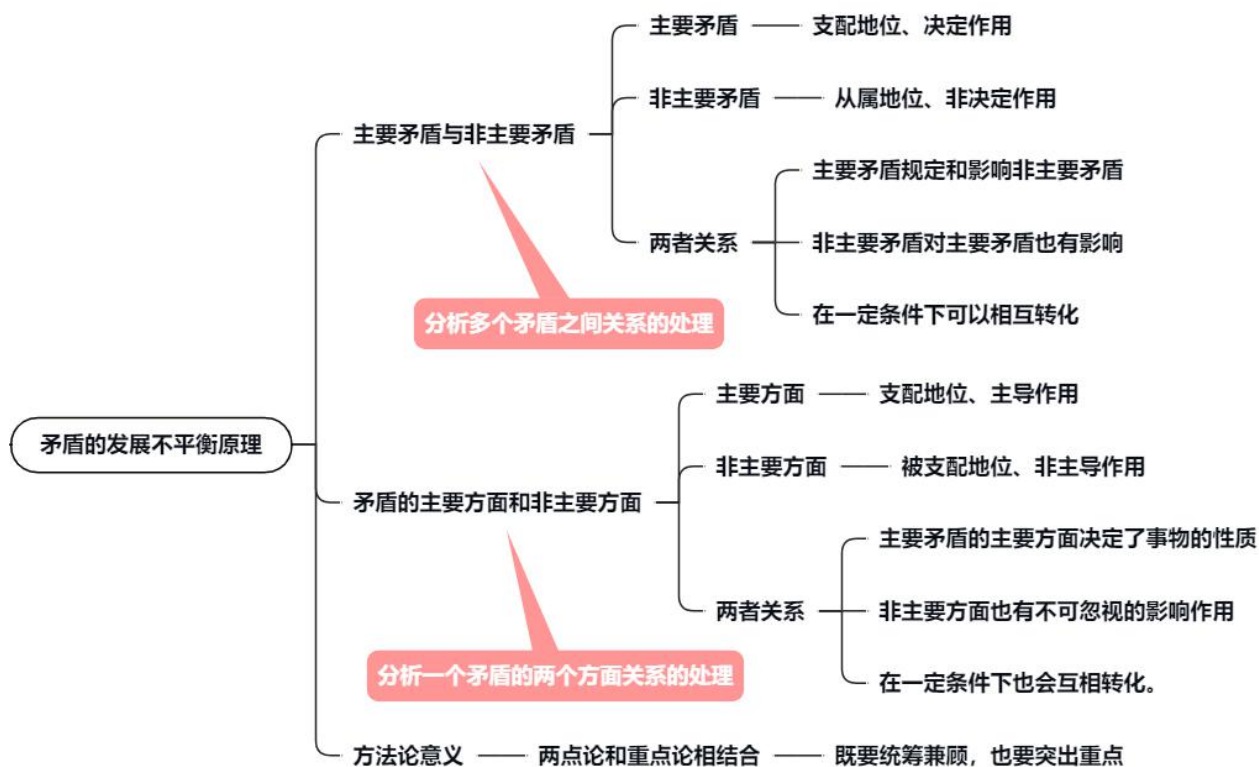 矛盾的发展不平衡原理
主要矛盾与非主要矛盾
主要矛盾
支配地位、决定作用
非主要矛盾
从属地位、非决定作用
两者关系
主要矛盾规定和影响非主要矛盾
非主要矛盾对主要矛盾也有影响
在一定条件下可以相互转化
分析多个矛盾之间关系的处理
矛盾的主要方面和非主要方面
主要方面
支配地位、主导作用
非主要方面
被支配地位、非主导作用
两者关系
主要矛盾的主要方面决定了事物的性质
非主要方面也有不可忽视的影响作用
在一定条件下也会互相转化。
分析一个矛盾的两个方面关系的处理
方法论意义
两点论和重点论相结合
既要统筹兼顾，也要突出重点